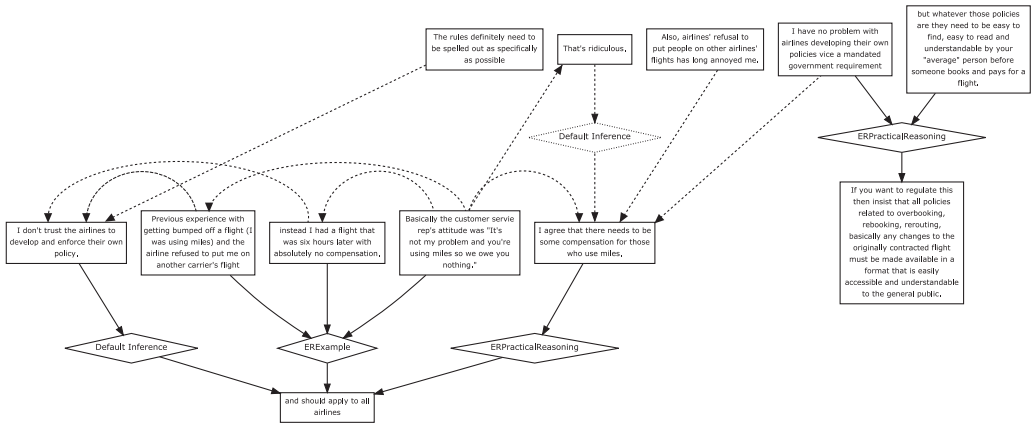 The rules definitely need to
be spelled out as specifically
as possible
That's ridiculous.
Also, airlines' refusal to
put people on other airlines'
flights has long annoyed me.
I have no problem with
airlines developing their own
policies vice a mandated
government requirement
but whatever those policies
are they need to be easy to
find, easy to read and
understandable by your
"average" person before
someone books and pays for a
flight.
Default Inference
ERPracticalReasoning
I don't trust the airlines to
develop and enforce their own
policy.
Previous experience with
getting bumped off a flight (I
was using miles) and the
airline refused to put me on
another carrier's flight
instead I had a flight that
was six hours later with
absolutely no compensation.
Basically the customer servie
rep's attitude was "It's
not my problem and you're
using miles so we owe you
nothing."
I agree that there needs to be
some compensation for those
who use miles.
If you want to regulate this
then insist that all policies
related to overbooking,
rebooking, rerouting,
basically any changes to the
originally contracted flight
must be made available in a
format that is easily
accessible and understandable
to the general public.
Default Inference
ERExample
ERPracticalReasoning
and should apply to all
airlines